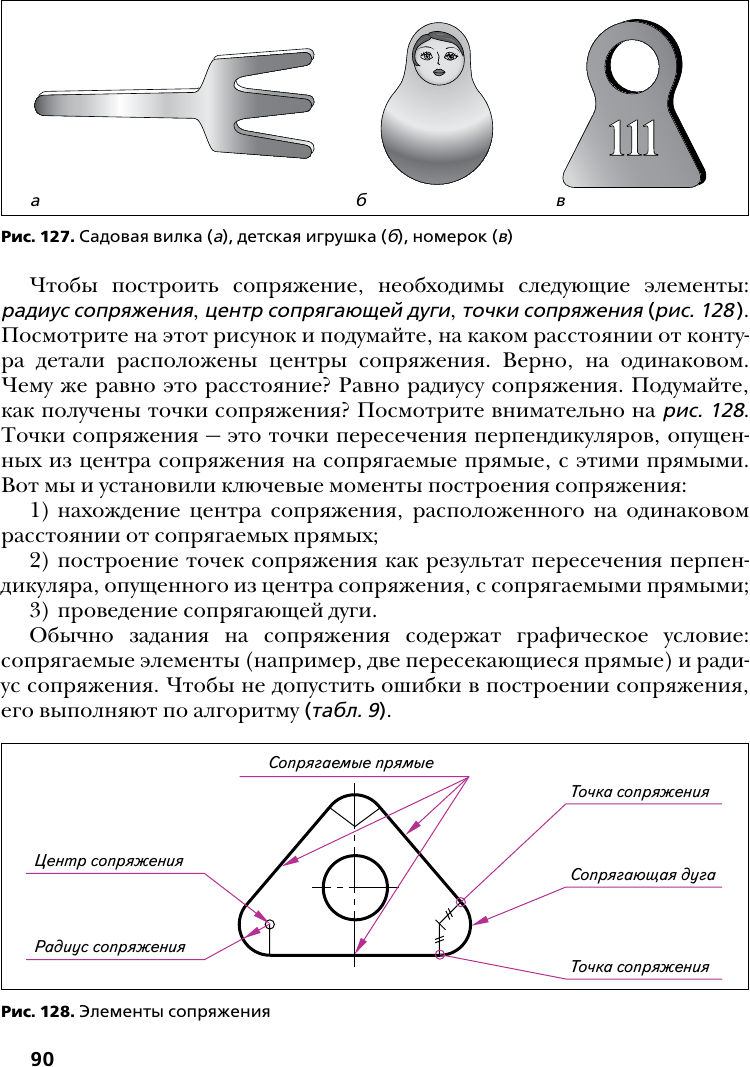 111
а
б
в
Рис. 127. Садовая вилка (а), детская игрушка (б), номерок (в)
Чтобы построить сопряжение, необходимы следующие элементы:
радиус сопряжения, центр сопрягающей дуги, точки сопряжения (рис. 128).
Посмотрите на этот рисунок и подумайте, на каком расстоянии от конту-
ра детали расположены центры сопряжения. Верно, на одинаковом.
Чему же равно это расстояние? Равно радиусу сопряжения. Подумайте,
как получены точки сопряжения? Посмотрите внимательно на рис. 128.
Точки сопряжения — это точки пересечения перпендикуляров, опущен-
ных из центра сопряжения на сопрягаемые прямые, с этими прямыми.
Вот мы и установили ключевые моменты построения сопряжения:
1) нахождение центра сопряжения, расположенного на одинаковом
расстоянии от сопрягаемых прямых;
2) построение точек сопряжения как результат пересечения перпен-
дикуляра, опущенного из центра сопряжения, с сопрягаемыми прямыми;
3) проведение сопрягающей дуги.
Обычно задания на сопряжения содержат графическое условие:
сопрягаемые элементы (например, две пересекающиеся прямые) и ради-
ус сопряжения. Чтобы не допустить ошибки в построении сопряжения,
его выполняют по алгоритму (табл. 9).
Сопрягаемые прямые
Точка сопряжения
Центр сопряжения
Сопрягающая дуга
Радиус сопряжения
Точка сопряжения
Рис. 128. Элементы сопряжения
90